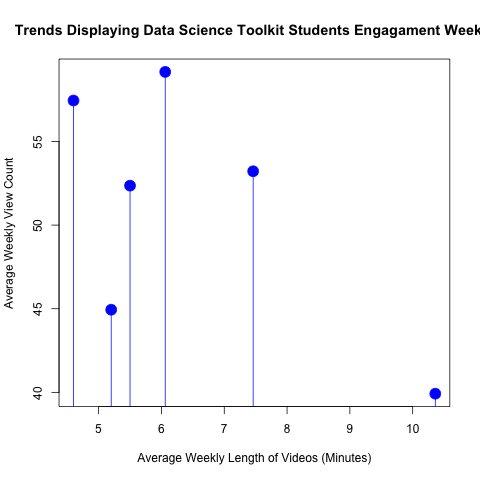 Trends Displaying Data Science Toolkit Students Engagament Week
Average Weekly View Count
55
50
45
40
5 6 7 8 9 10
Average Weekly Length of Videos (Minutes)